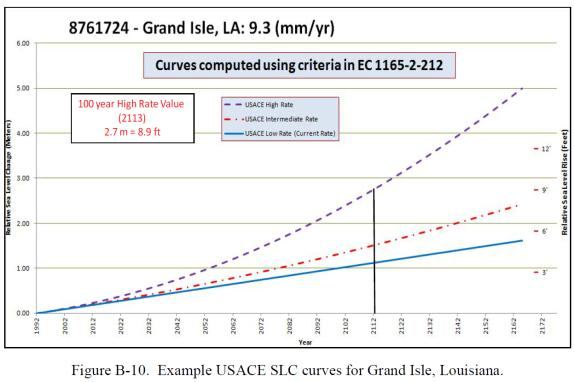 8761724 - Grand Isle, LA: 9.3 (mm/yr)
6.00
Curves computed using criteria in EC 1165-2-212
5.00
100 year High Rate Value
(2113)
2.7 m = 8.9 ft
USACE High Rate
USACE Intermediate Rate
USACE Low Rate (Current Rate)
4.00
3.00
2.00
1.00
0.00
Relative Sea Level Change (Meters)
Relative Sea Level Rise (Feet)
12'
9'
6'
3'
1992 2002 2012 2022 2032 2042 2052 2062 2072 2082 2092 2102 2112 2122 2132 2142 2152 2162 2172
Year
Figure B-10. Example USACE SLC curves for Grand Isle, Louisiana.